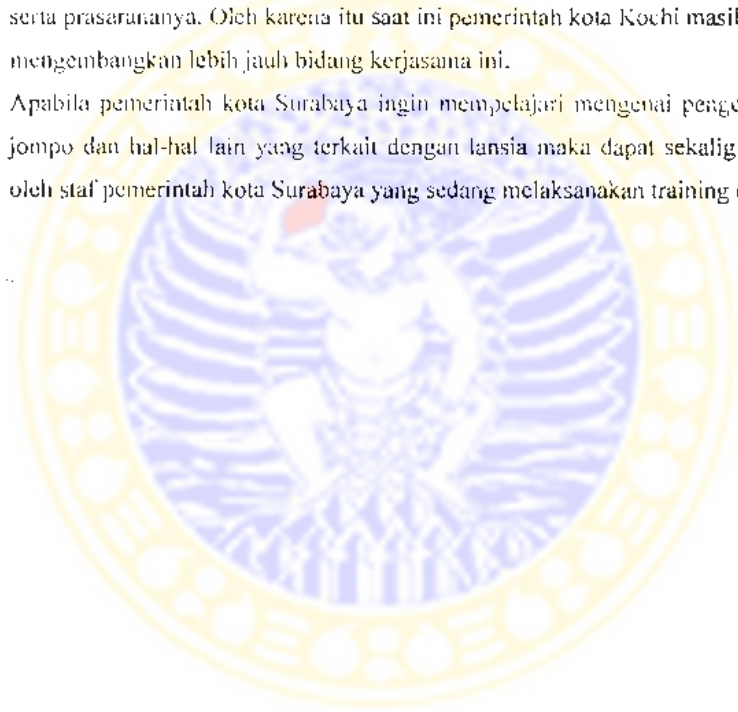 serta prasarananya. Oleh karena itu saat ini pemerintah kota Kochi masih
mengembangkan lebih jauh bidang kerjasama ini.
Apabila pemerintah kota Surabaya ingin mempelajari mengenai
jompo dan hal-hal lain yang terkait dengan lansia maka dapat
oleh staf pemerintah kota Surabaya yang sedang melaksanakan training